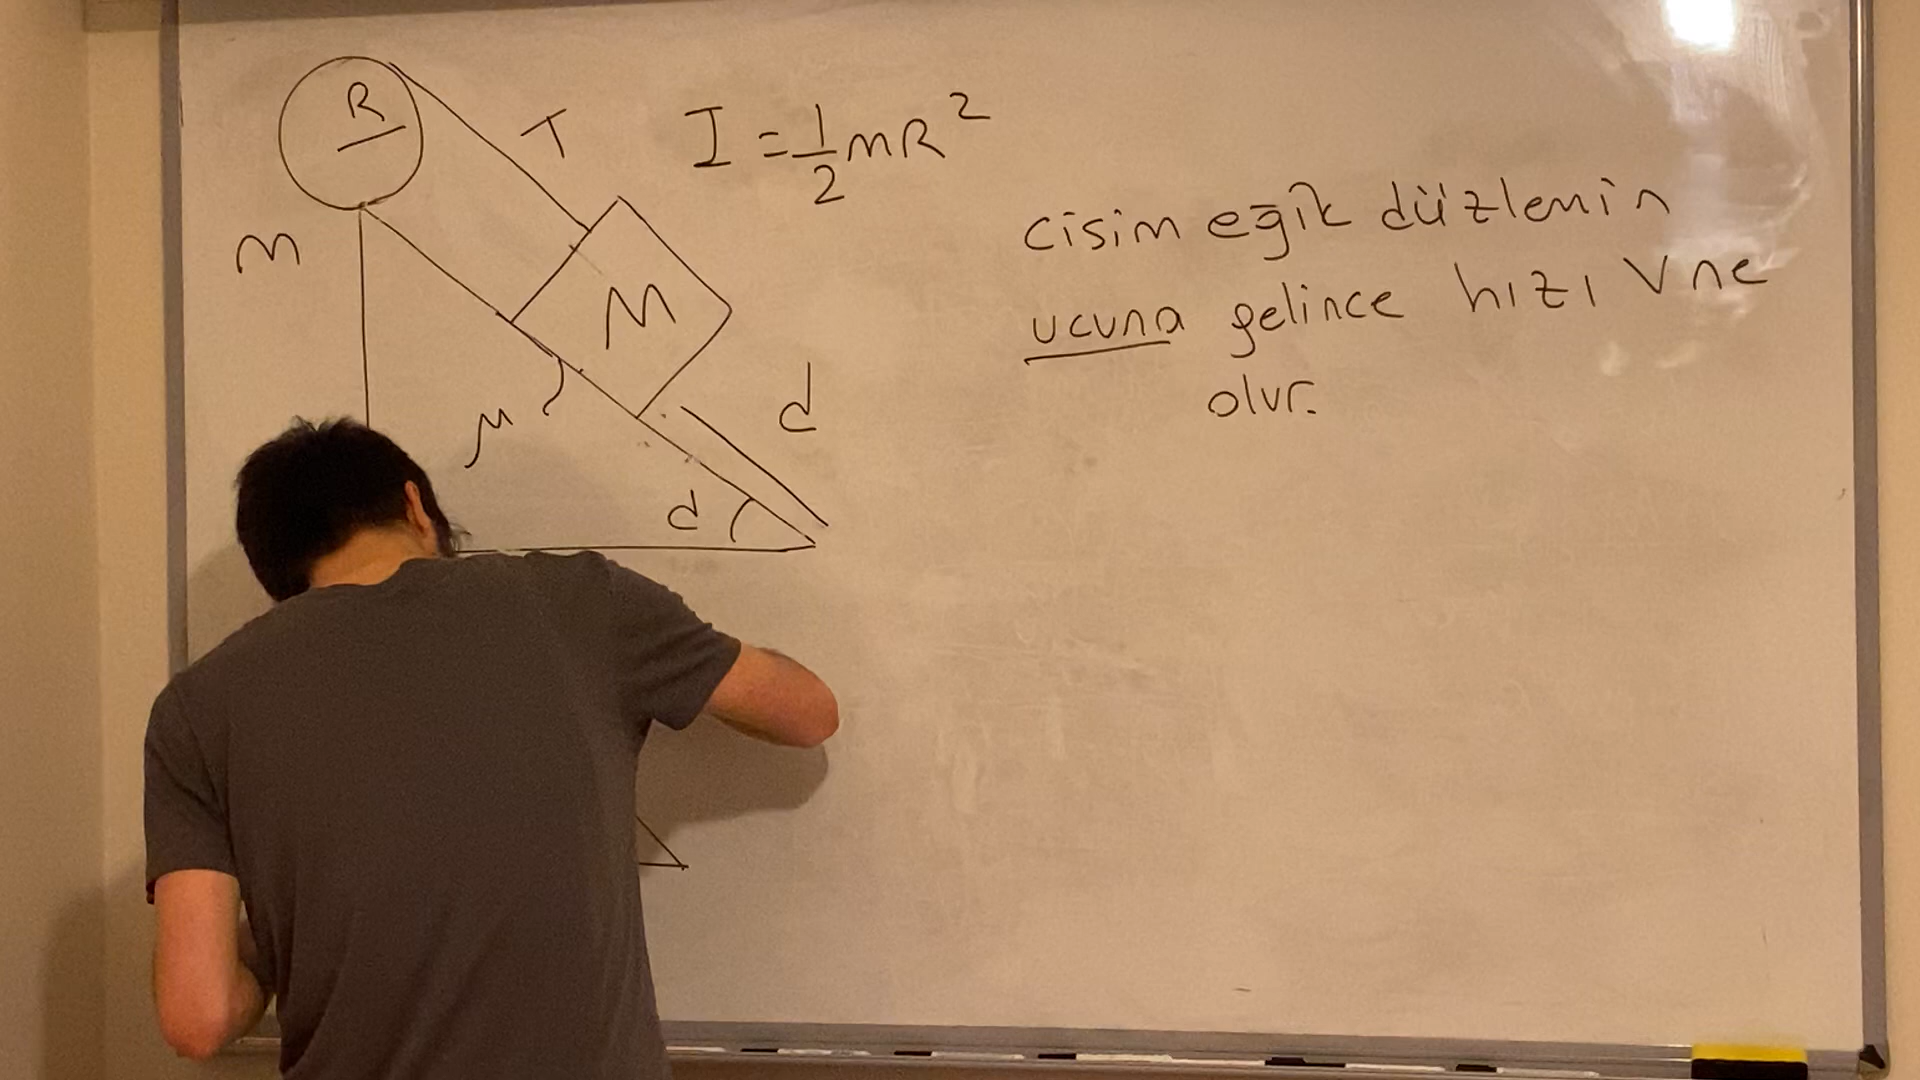 R
T
I = 1/2 mR²
m
M
μ
d
d
cisim eğik düzlemin
ucuna gelince hızı V ne
olur.